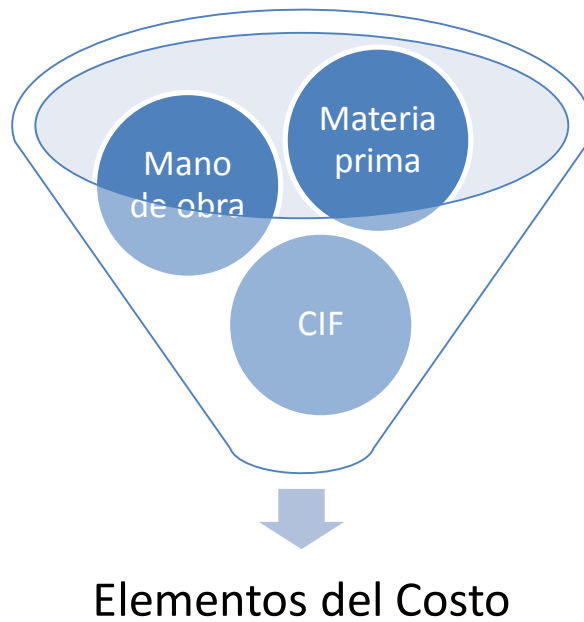 Materia
prima
Mano
de obra
CIF
Elementos del Costo